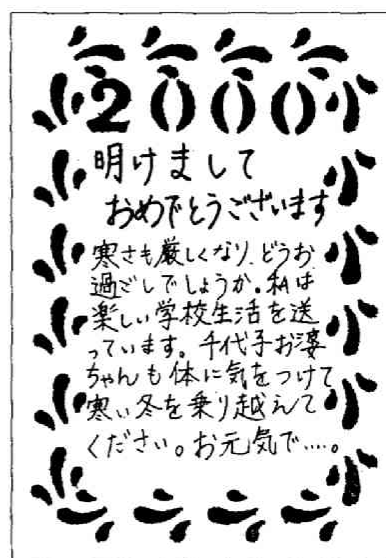 2000
明けまして
おめでとうございます
寒さも厳しくなり、どうお
過ごしでしょうか。私は
楽しい学校生活を送
っています。千代子お婆
ちゃんも体に気をつけて
寒い冬を乗り越えて
ください。お元気で…。